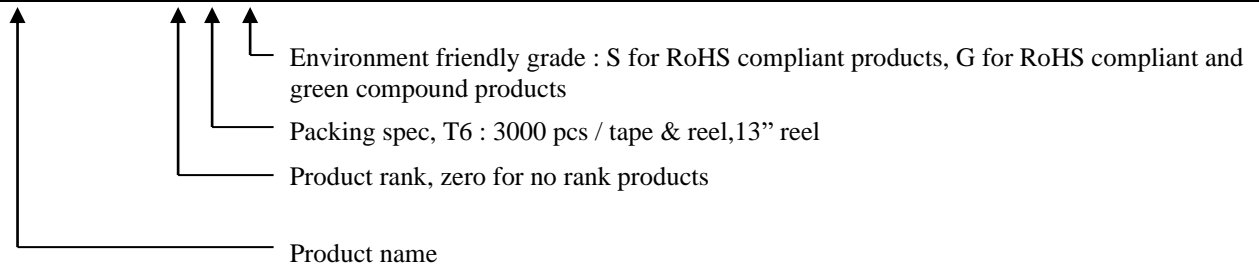 Environment friendly grade : S for RoHS compliant products, G for RoHS compliant and
green compound products
Packing spec, T6 : 3000 pcs / tape & reel,13” reel
Product rank, zero for no rank products
Product name